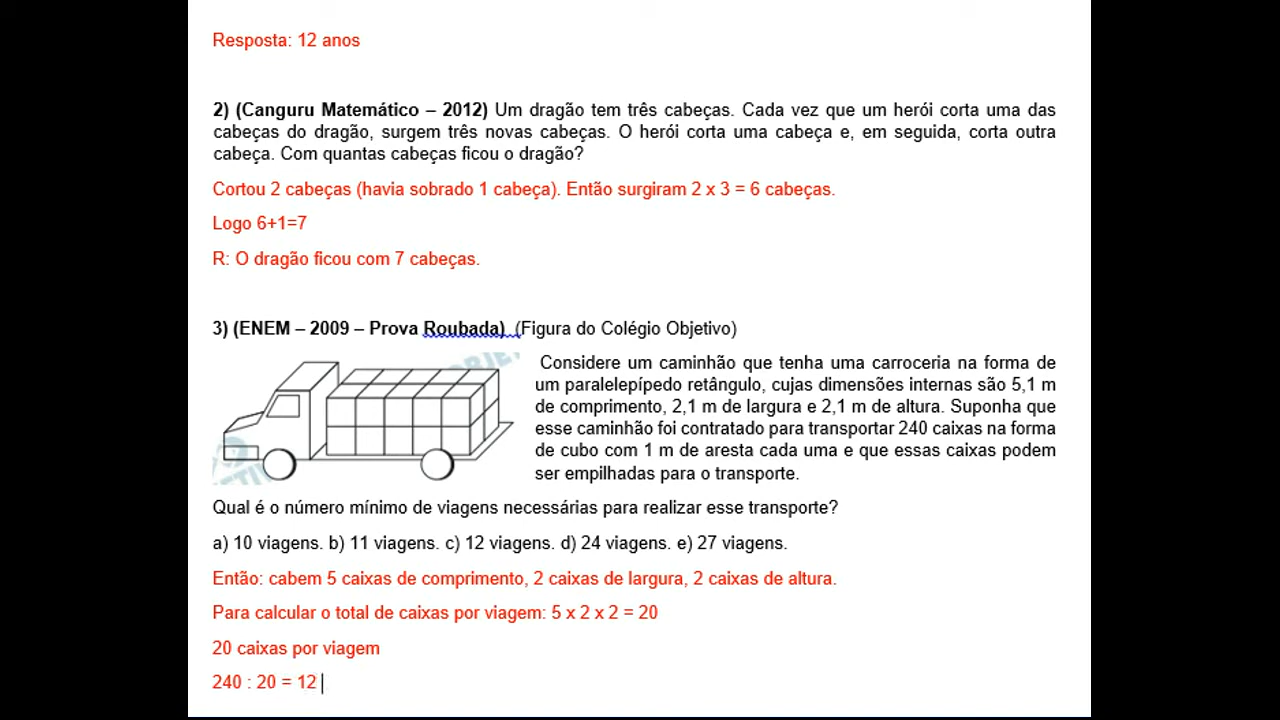 Resposta: 12 anos
2) (Canguru Matemático – 2012) Um dragão tem três cabeças. Cada vez que um herói corta uma das
cabeças do dragão, surgem três novas cabeças. O herói corta uma cabeça e, em seguida, corta outra
cabeça. Com quantas cabeças ficou o dragão?
Cortou 2 cabeças (havia sobrado 1 cabeça). Então surgiram 2 x 3 = 6 cabeças.
Logo 6+1=7
R: O dragão ficou com 7 cabeças.
3) (ENEM – 2009 – Prova Roubada) (Figura do Colégio Objetivo)
Considere um caminhão que tenha uma carroceria na forma de
um paralelepípedo retângulo, cujas dimensões internas são 5,1 m
de comprimento, 2,1 m de largura e 2,1 m de altura. Suponha que
esse caminhão foi contratado para transportar 240 caixas na forma
de cubo com 1 m de aresta cada uma e que essas caixas podem
ser empilhadas para o transporte.
Qual é o número mínimo de viagens necessárias para realizar esse transporte?
a) 10 viagens. b) 11 viagens. c) 12 viagens. d) 24 viagens. e) 27 viagens.
Então: cabem 5 caixas de comprimento, 2 caixas de largura, 2 caixas de altura.
Para calcular o total de caixas por viagem: 5 x 2 x 2 = 20
20 caixas por viagem
240 : 20 = 12